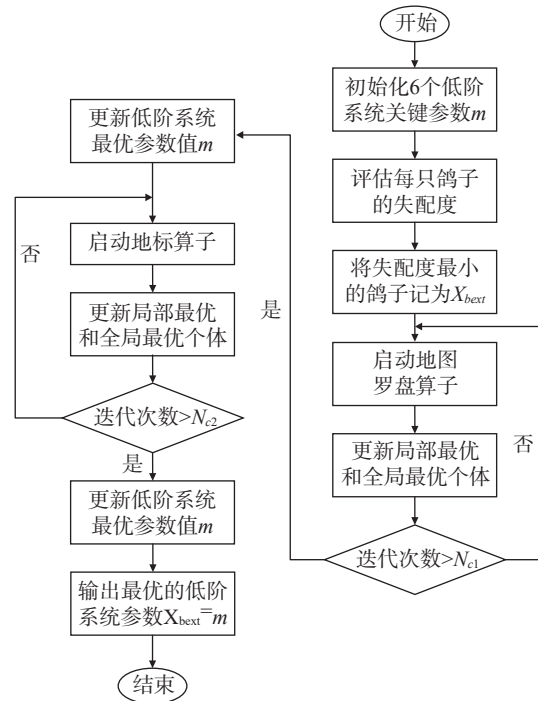 开始
初始化6个低阶
系统关键参数m
评估每只鸽子
的失配度
将失配度最小
的鸽子记为X_bext
启动地图
罗盘算子
更新局部最优
和全局最优个体
否
迭代次数>N_c1
是
更新低阶系统
最优参数值m
启动地标算子
否
更新局部最优
和全局最优个体
迭代次数>N_c2
是
更新低阶系统
最优参数值m
输出最优的低阶
系统参数X_bext=m
结束